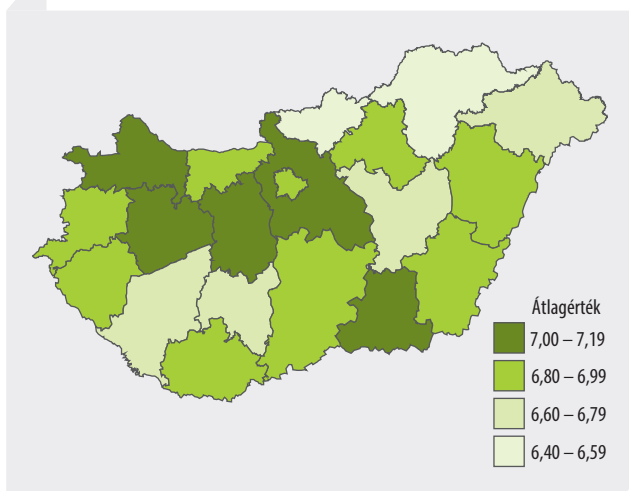 Átlagérték
7,00 – 7,19
6,80 – 6,99
6,60 – 6,79
6,40 – 6,59